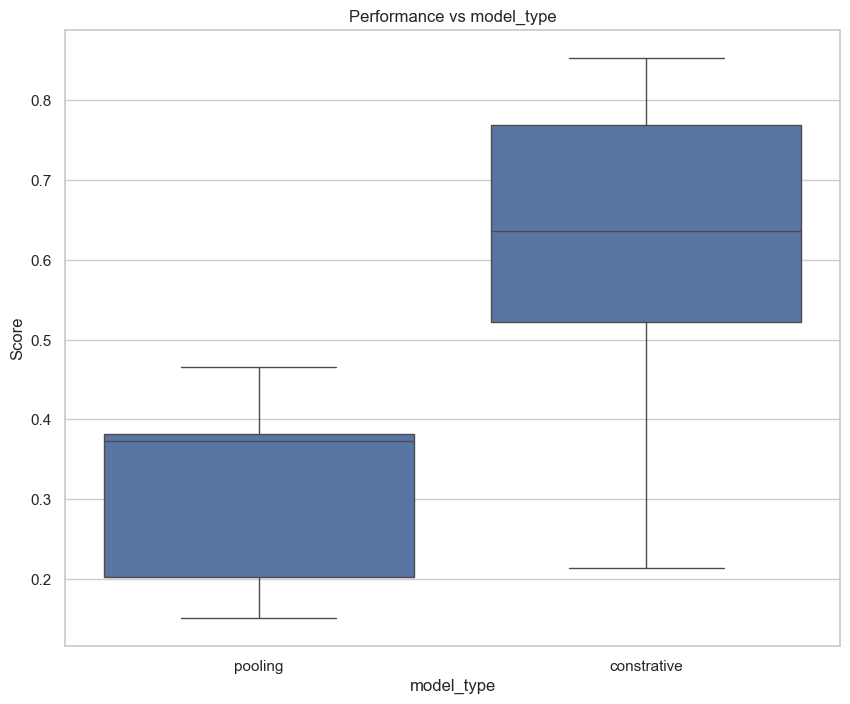 Performance vs model_type
Score
0.8
0.7
0.6
0.5
0.4
0.3
0.2
pooling
constrative
model_type